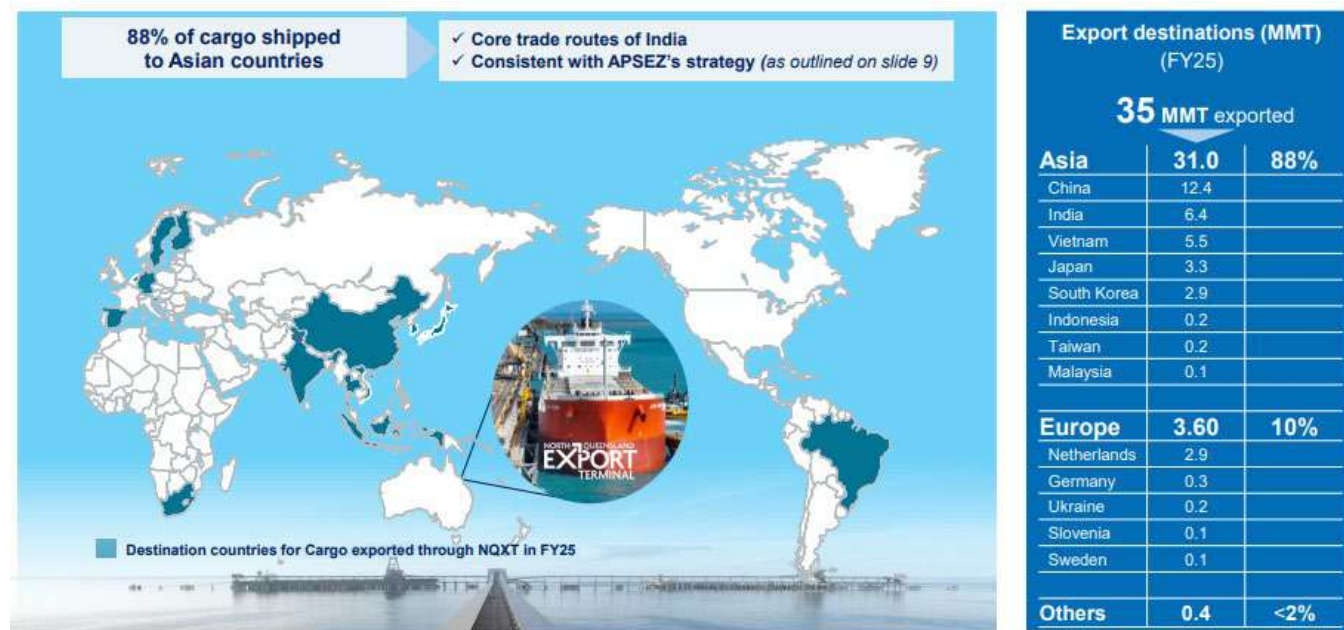 88% of cargo shipped
to Asian countries
✓ Core trade routes of India
✓ Consistent with APSEZ's strategy (as outlined on slide 9)
NORTH QUEENSLAND
EXPORT
TERMINAL
Destination countries for Cargo exported through NQXT in FY25
Export destinations (MMT)
(FY25)
35 MMT exported
Asia 31.0 88%
China 12.4
India 6.4
Vietnam 5.5
Japan 3.3
South Korea 2.9
Indonesia 0.2
Taiwan 0.2
Malaysia 0.1
Europe 3.60 10%
Netherlands 2.9
Germany 0.3
Ukraine 0.2
Slovenia 0.1
Sweden 0.1
Others 0.4 <2%